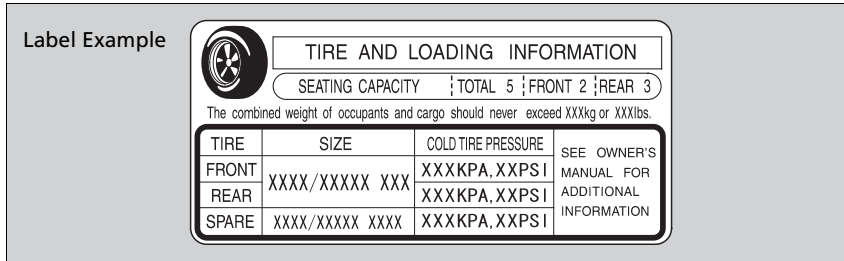 Label Example
TIRE AND LOADING INFORMATION
SEATING CAPACITY TOTAL 5 FRONT 2 REAR 3
The combined weight of occupants and cargo should never exceed XXXkg or XXXlbs.
TIRE SIZE COLD TIRE PRESSURE SEE OWNER'S MANUAL FOR ADDITIONAL INFORMATION
FRONT XXXX/XXXXX XXX XXXKPA,XXPSI
REAR XXXKPA,XXPSI
SPARE XXXX/XXXXX XXXX XXXKPA,XXPSI